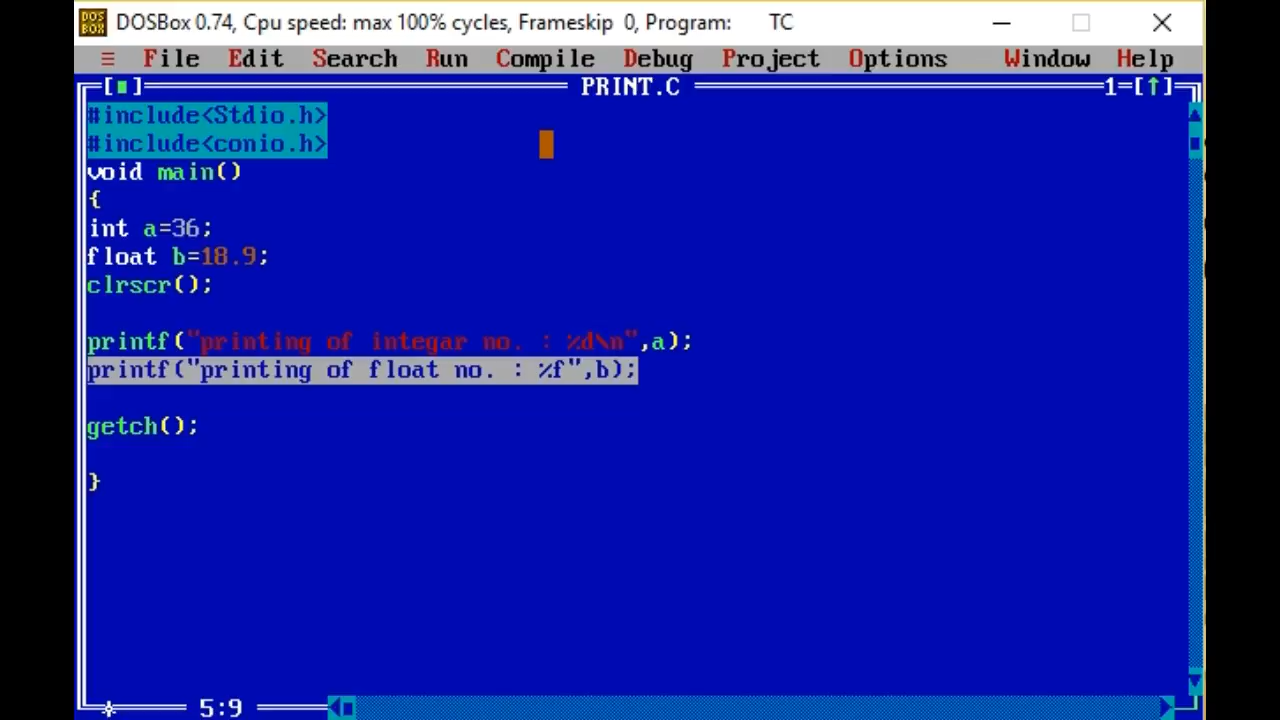 DOSBox 0.74, Cpu speed: max 100% cycles, Frameskip 0, Program: TC
≡ File Edit Search Run Compile Debug Project Options Window Help
[■] PRINT.C 1=[↑]
#include<Stdio.h>
#include<conio.h>
void main()
{
int a=36;
float b=18.9;
clrscr();
printf("printing of integar no. : %d\n",a);
printf("printing of float no. : %f",b);
getch();
}
5:9